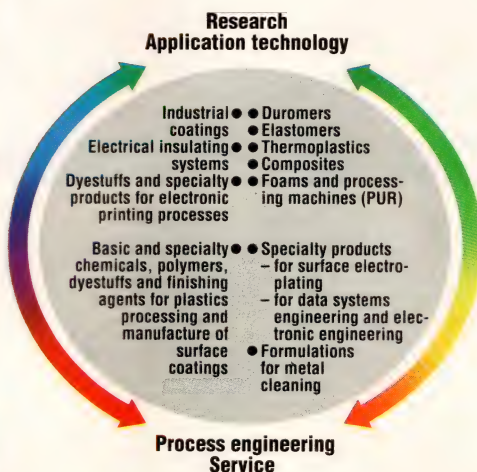 Research
Application technology
Industrial ●
coatings
Electrical insulating ●
systems
Dyestuffs and specialty ●
products for electronic
printing processes
● Duromers
● Elastomers
● Thermoplastics
● Composites
● Foams and process-
ing machines (PUR)
Basic and specialty ●
chemicals, polymers,
dyestuffs and finishing
agents for plastics
processing and
manufacture of
surface
coatings
● Specialty products
– for surface electro-
plating
– for data systems
engineering and elec-
tronic engineering
● Formulations
for metal
cleaning
Process engineering
Service